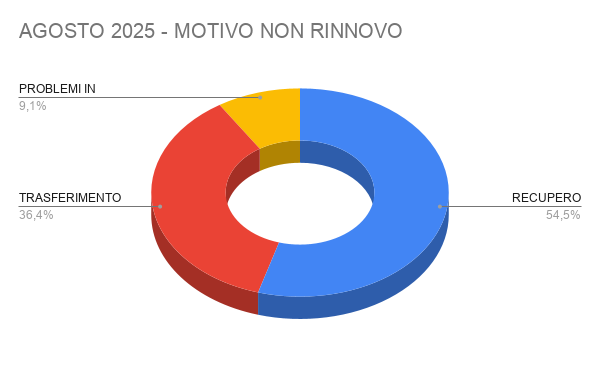 AGOSTO 2025 - MOTIVO NON RINNOVO
PROBLEMI IN
9,1%
TRASFERIMENTO
36,4%
RECUPERO
54,5%